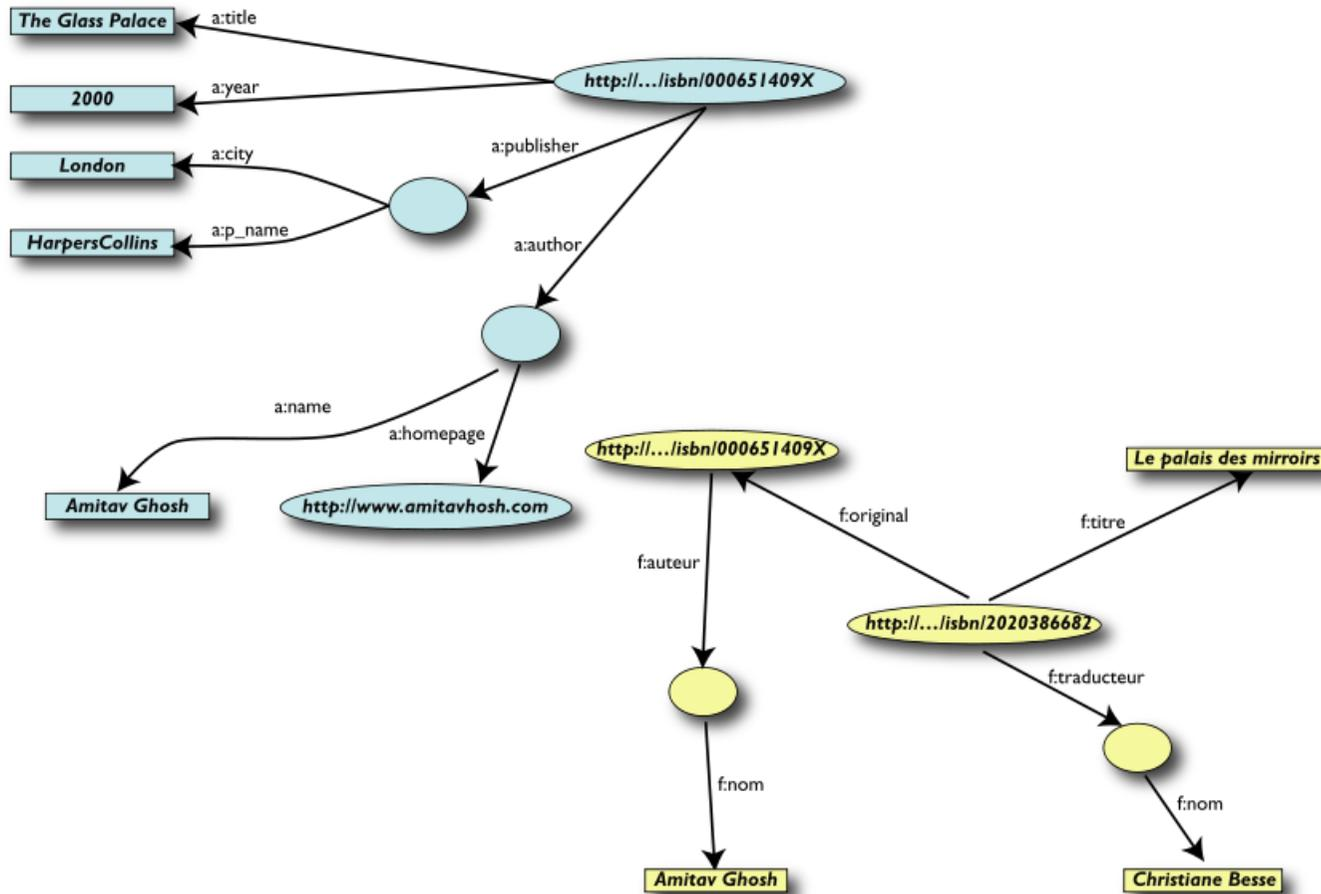 The Glass Palace
a:title
http://.../isbn/000651409X
2000
a:year
London
a:city
a:publisher
HarpersCollins
a:p_name
a:author
a:name
a:homepage
Amitav Ghosh
http://www.amitavhosh.com
http://.../isbn/000651409X
Le palais des mirroirs
f:original
f:titre
f:auteur
http://.../isbn/2020386682
f:traducteur
f:nom
f:nom
Amitav Ghosh
Christiane Besse